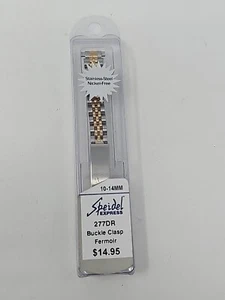 Stainless Steel
Nickel Free
10-14MM
Speidel
EXPRESS
277DR
Buckle Clasp
Fermoir
$14.95